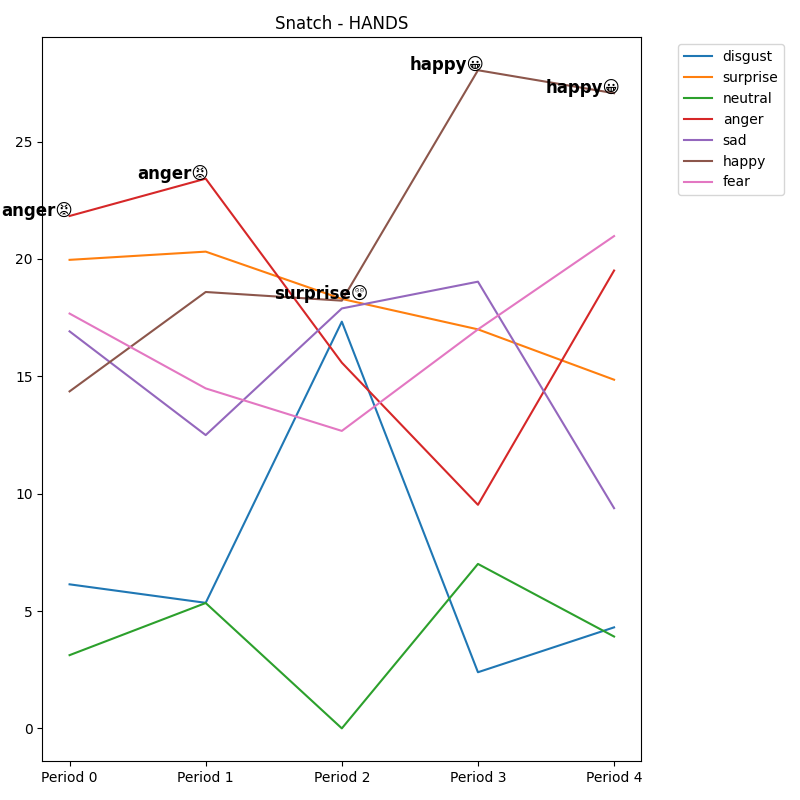 Snatch - HANDS
happy😀
happy😀
anger😡
anger😡
surprise😲
25
20
15
10
5
0
Period 0
Period 1
Period 2
Period 3
Period 4
disgust
surprise
neutral
anger
sad
happy
fear